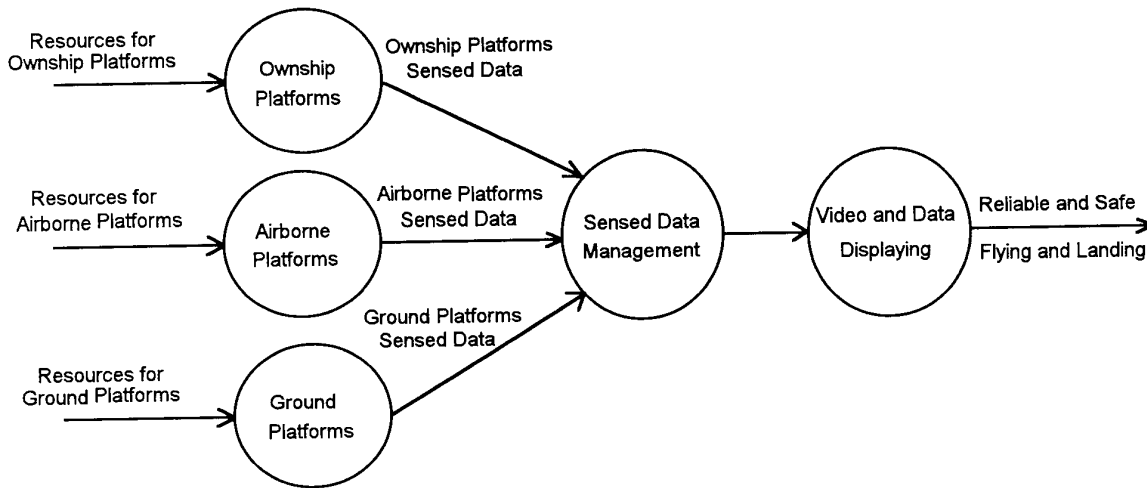 Resources for
Ownship Platforms
Ownship
Platforms
Ownship Platforms
Sensed Data
Resources for
Airborne Platforms
Airborne
Platforms
Airborne Platforms
Sensed Data
Sensed Data
Management
Video and Data
Displaying
Reliable and Safe
Flying and Landing
Ground Platforms
Sensed Data
Resources for
Ground Platforms
Ground
Platforms